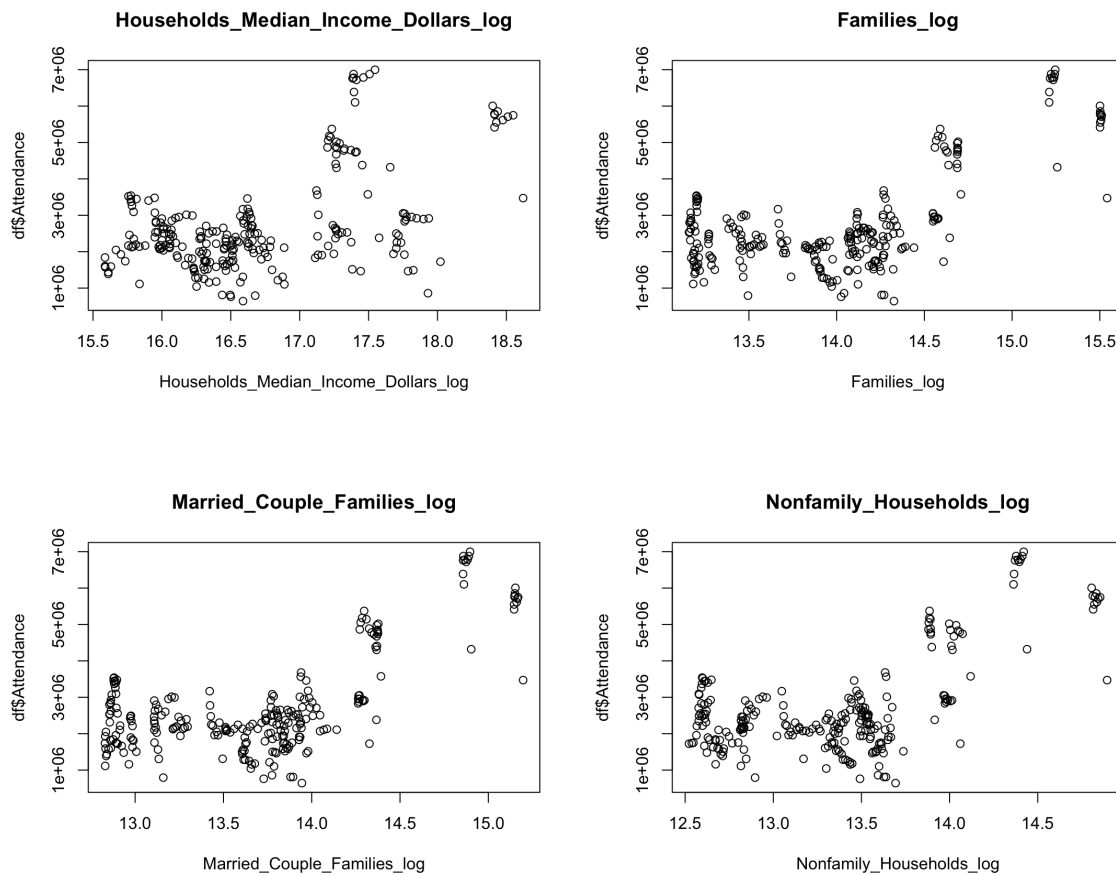 Households_Median_Income_Dollars_log
df$Attendance
1e+06 3e+06 5e+06 7e+06
15.5 16.0 16.5 17.0 17.5 18.0 18.5
Households_Median_Income_Dollars_log
Families_log
df$Attendance
1e+06 3e+06 5e+06 7e+06
13.5 14.0 14.5 15.0 15.5
Families_log
Married_Couple_Families_log
df$Attendance
1e+06 3e+06 5e+06 7e+06
13.0 13.5 14.0 14.5 15.0
Married_Couple_Families_log
Nonfamily_Households_log
df$Attendance
1e+06 3e+06 5e+06 7e+06
12.5 13.0 13.5 14.0 14.5
Nonfamily_Households_log